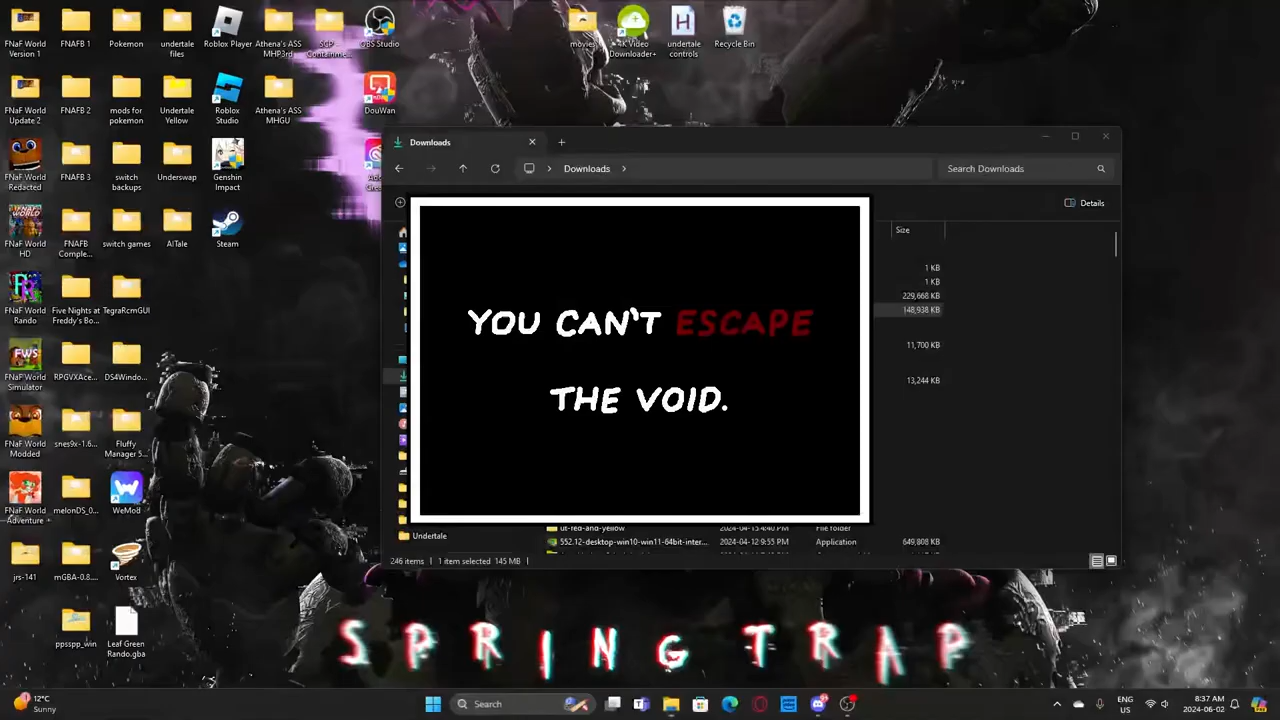 FNaF World
Version 1
FNAFB 1
Pokemon
undertale
files
Roblox Player
Athena's ASS
MHP3rd
SCP -
Containme...
OBS Studio
movies
4K Video
Downloader+
undertale
controls
Recycle Bin
FNaF World
Update 2
FNAFB 2
mods for
pokemon
Undertale
Yellow
Roblox
Studio
Athena's ASS
MHGU
DouWan
FNaF World
Redacted
FNAFB 3
switch
backups
Underswap
Genshin
Impact
FNaF World
HD
FNAFB
Comple...
switch games
AITale
Steam
FNaF World
Rando
Five Nights at
Freddy's Bo...
TegraRcmGUI
FNaF World
Simulator
RPGVXAce...
DS4Window...
FNaF World
Modded
snes9x-1.6...
Fluffy
Manager 5...
FNaF World
Adventure
melonDS_0...
WeMod
jrs-141
mGBA-0.8....
Vortex
ppsspp_win
Leaf Green
Rando.gba
Downloads
Downloads
Search Downloads
Details
Size
1 KB
1 KB
229,668 KB
148,938 KB
11,700 KB
13,244 KB
YOU CAN'T ESCAPE
THE VOID.
ut-red-and-yellow 2024-04-15 4:40 PM File folder
Undertale
552.12-desktop-win10-win11-64bit-inter... 2024-04-12 9:55 PM Application 649,808 KB
246 items 1 item selected 145 MB
SPRINGTRAP
12°C
Sunny
Search
ENG
US
8:37 AM
2024-06-02